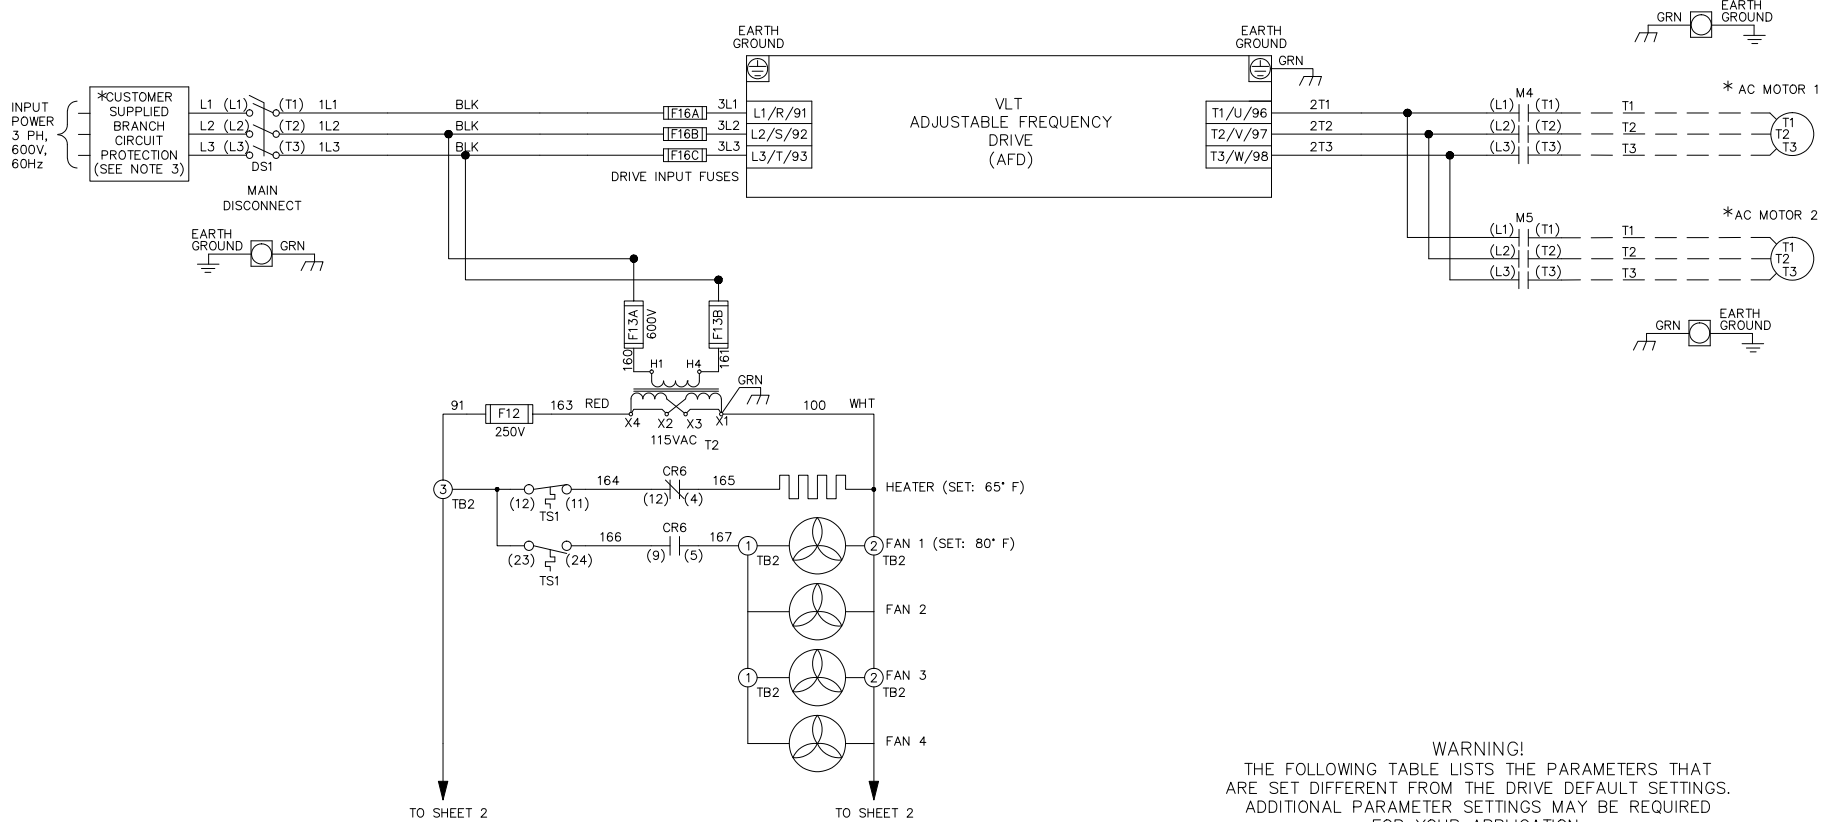 EARTH
GROUND
GRN
INPUT
POWER
3 PH,
600V,
60Hz
*CUSTOMER
SUPPLIED
BRANCH
CIRCUIT
PROTECTION
(SEE NOTE 3)
L1 (L1) (T1) 1L1 BLK F16A 3L1 L1/R/91
L2 (L2) (T2) 1L2 BLK F16B 3L2 L2/S/92
L3 (L3) (T3) 1L3 BLK F16C 3L3 L3/T/93
DS1
MAIN
DISCONNECT
DRIVE INPUT FUSES
EARTH
GROUND
VLT
ADJUSTABLE FREQUENCY
DRIVE
(AFD)
EARTH
GROUND
GRN
T1/U/96 2T1
T2/V/97 2T2
T3/W/98 2T3
M4
(L1) (T1) T1
(L2) (T2) T2
(L3) (T3) T3
* AC MOTOR 1
T1
T2
T3
M5
(L1) (T1) T1
(L2) (T2) T2
(L3) (T3) T3
*AC MOTOR 2
T1
T2
T3
EARTH
GROUND
GRN
GRN
EARTH
GROUND
F13A
600V
F13B
160
H1 H4
161
GRN
91 F12 163 RED
250V
X4 X2 X3 X1
115VAC T2
100 WHT
3
TB2
(12) (11)
TS1
164
CR6
(12) (4)
165
HEATER (SET: 65° F)
(23) (24)
TS1
166
CR6
(9) (5)
167
1
TB2
2
TB2
FAN 1 (SET: 80° F)
FAN 2
1
TB2
2
TB2
FAN 3
FAN 4
TO SHEET 2
TO SHEET 2
WARNING!
THE FOLLOWING TABLE LISTS THE PARAMETERS THAT
ARE SET DIFFERENT FROM THE DRIVE DEFAULT SETTINGS.
ADDITIONAL PARAMETER SETTINGS MAY BE REQUIRED
FOR YOUR APPLICATION